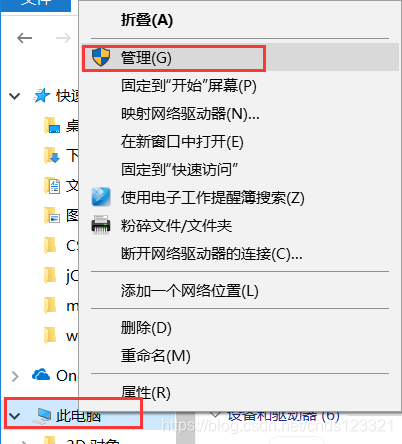 文件
折叠(A)
管理(G)
固定到"开始"屏幕(P)
映射网络驱动器(N)...
在新窗口中打开(E)
固定到"快速访问"
使用电子工作提醒簿搜索(Z)
粉碎文件/文件夹
断开网络驱动器的连接(C)...
添加一个网络位置(L)
删除(D)
重命名(M)
属性(R)
快速
桌
下
文
图
CS
jC
m
w
One
此电脑
设备和驱动器 (6)
3D 对象
https://blog.csdn.net/chds123321